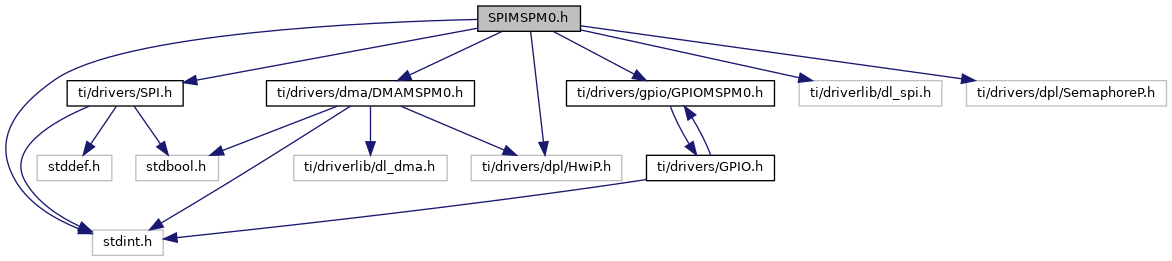 SPIMSPM0.h
ti/drivers/SPI.h
ti/drivers/dma/DMAMSPM0.h
ti/drivers/gpio/GPIOMSPM0.h
ti/driverlib/dl_spi.h
ti/drivers/dpl/SemaphoreP.h
stddef.h
stdbool.h
ti/driverlib/dl_dma.h
ti/drivers/dpl/HwiP.h
ti/drivers/GPIO.h
stdint.h